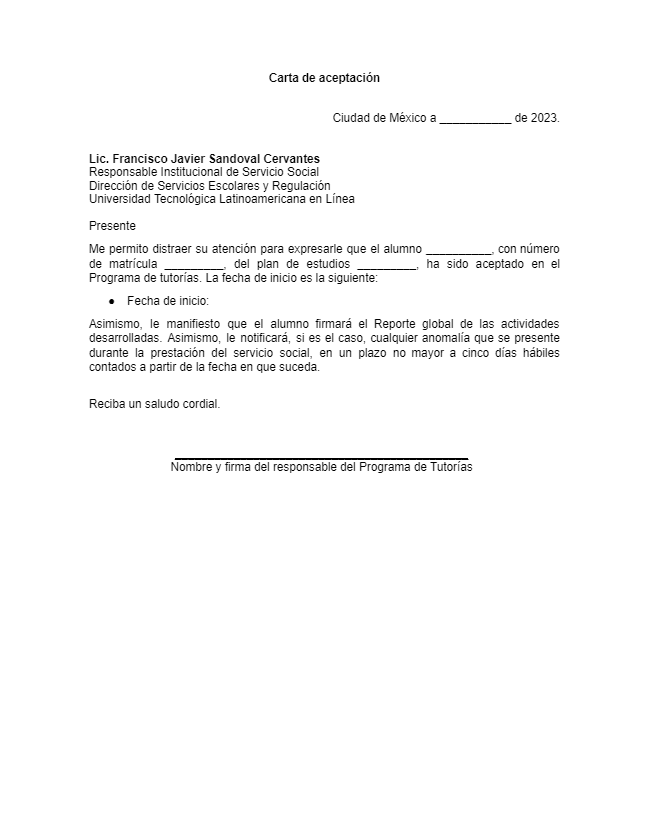 Carta de aceptación
Ciudad de México a ___________ de 2023.
Lic. Francisco Javier Sandoval Cervantes
Responsable Institucional de Servicio Social
Dirección de Servicios Escolares y Regulación
Universidad Tecnológica Latinoamericana en Línea
Presente
Me permito distraer su atención para expresarle que el alumno __________, con número
de matrícula _________, del plan de estudios _________, ha sido aceptado en el
Programa de tutorías. La fecha de inicio es la siguiente:
● Fecha de inicio:
Asimismo, le manifiesto que el alumno firmará el Reporte global de las actividades
desarrolladas. Asimismo, le notificará, si es el caso, cualquier anomalía que se presente
durante la prestación del servicio social, en un plazo no mayor a cinco días hábiles
contados a partir de la fecha en que suceda.
Reciba un saludo cordial.
_____________________________________________
Nombre y firma del responsable del Programa de Tutorías